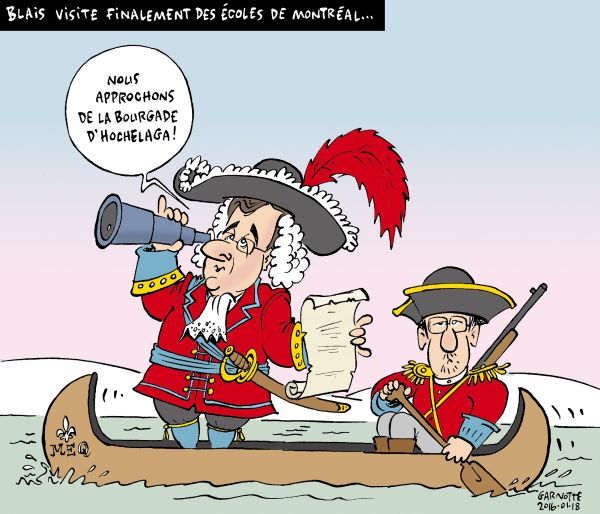 BLAIS VISITE FINALEMENT DES ÉCOLES DE MONTRÉAL...
NOUS
APPROCHONS
DE LA BOURGADE
D'HOCHELAGA!
MEQ
GARNOTTE
2016-01-18